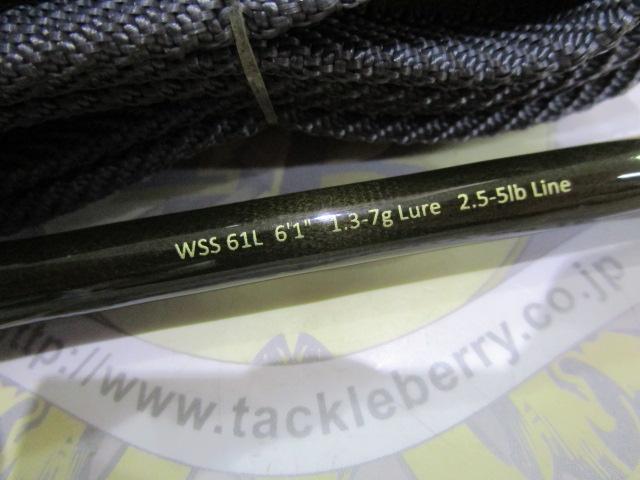 WSS 61L 6'1" 1.3-7g Lure 2.5-5lb Line
http://www.tackleberry.co.jp